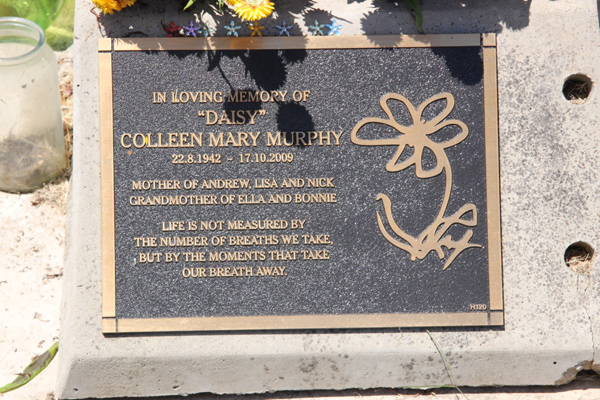 IN LOVING MEMORY OF
"DAISY"
COLLEEN MARY MURPHY
22.8.1942 - 17.10.2009
MOTHER OF ANDREW, LISA AND NICK
GRANDMOTHER OF ELLA AND BONNIE
LIFE IS NOT MEASURED BY
THE NUMBER OF BREATHS WE TAKE,
BUT BY THE MOMENTS THAT TAKE
OUR BREATH AWAY.